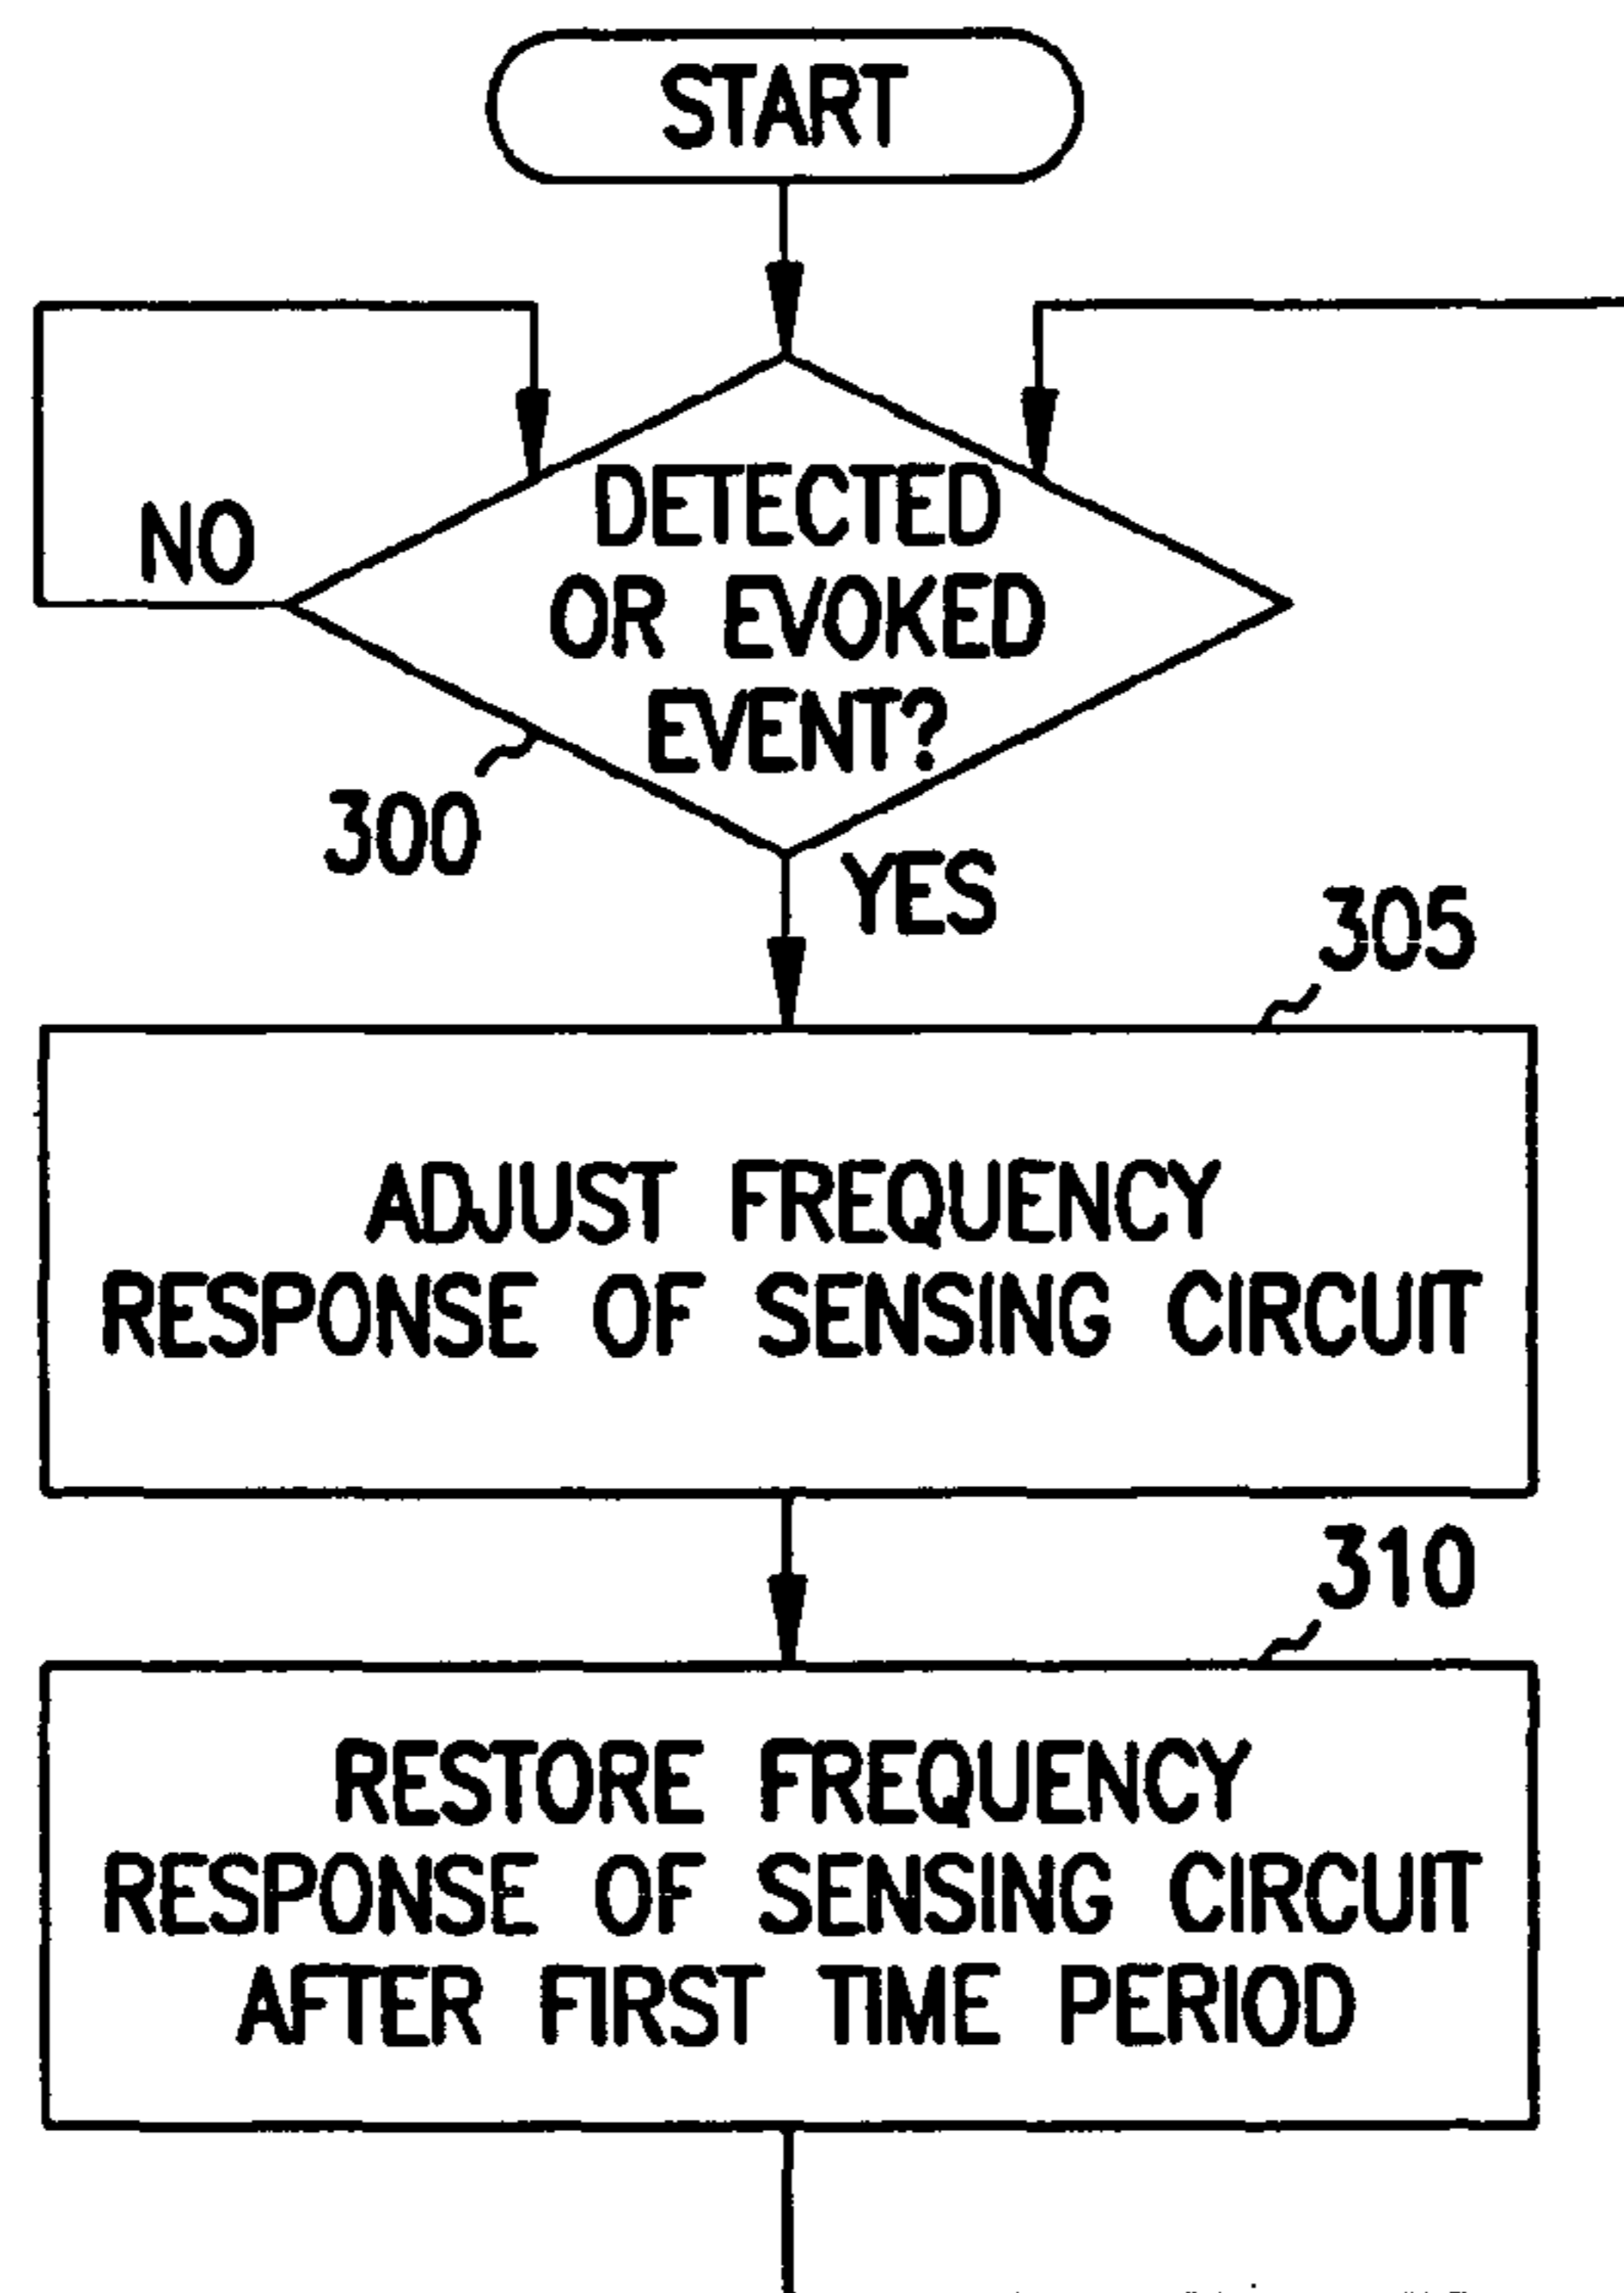 START
NO
DETECTED
OR EVOKED
EVENT?
300
YES
305
ADJUST FREQUENCY
RESPONSE OF SENSING CIRCUIT
310
RESTORE FREQUENCY
RESPONSE OF SENSING CIRCUIT
AFTER FIRST TIME PERIOD